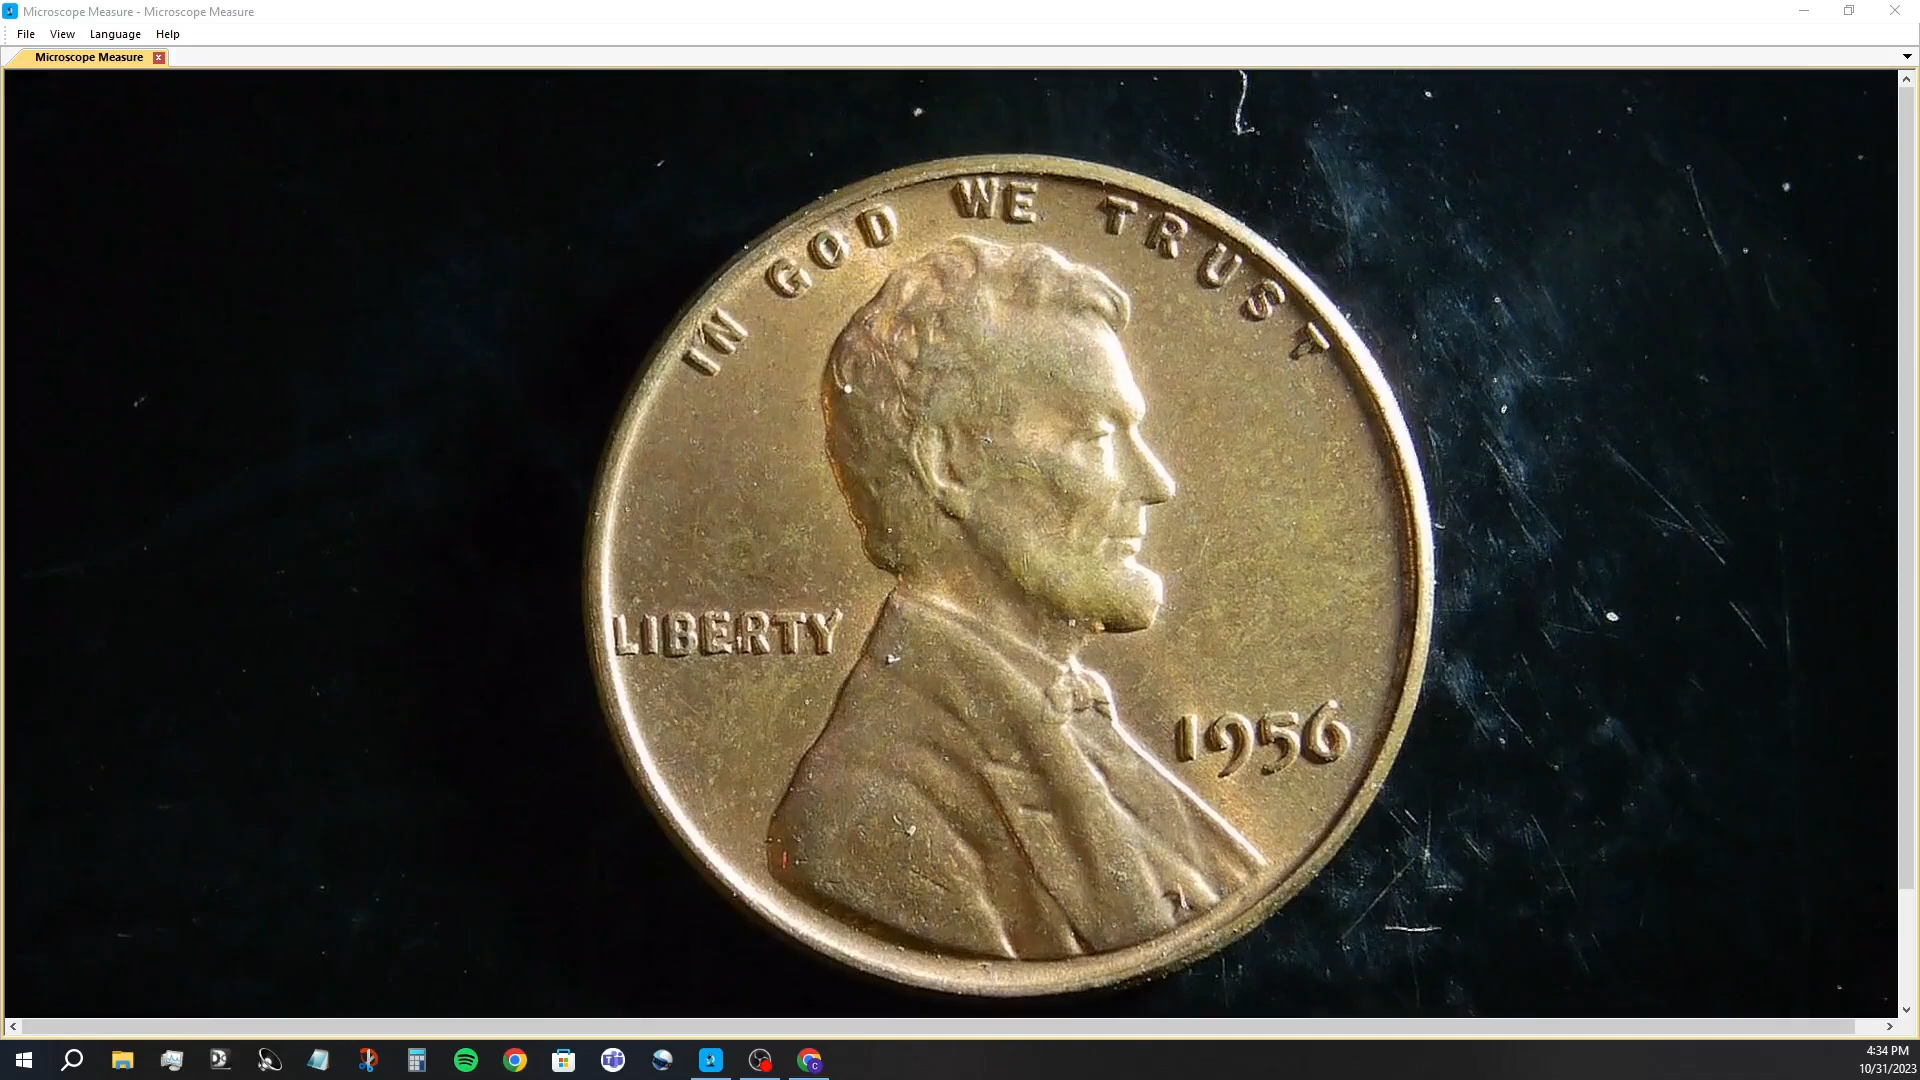 Microscope Measure - Microscope Measure
File View Language Help
Microscope Measure
IN GOD WE TRUST
LIBERTY
1956
4:34 PM
10/31/2023